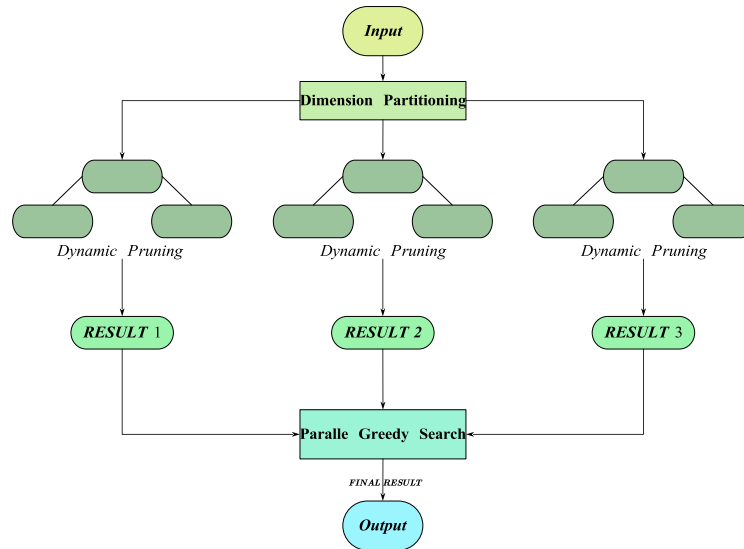 Input
Dimension Partitioning
Dynamic Pruning
Dynamic Pruning
Dynamic Pruning
RESULT 1
RESULT 2
RESULT 3
Paralle Greedy Search
FINAL RESULT
Output